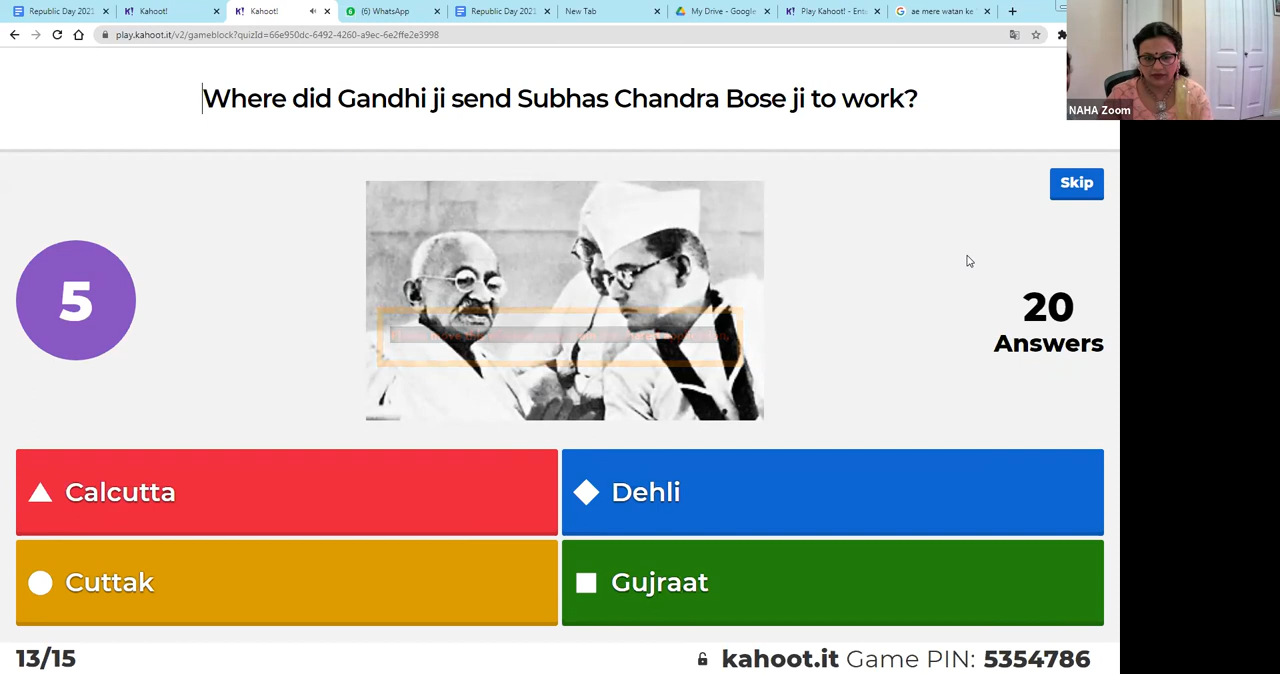 Republic Day 2021
Kahoot!
Kahoot!
(6) WhatsApp
Republic Day 2021
New Tab
My Drive - Google
Play Kahoot! - Ente
ae mere watan ke
play.kahoot.it/v2/gameblock?quizId=66e950dc-6492-4260-a9ec-6e2ffe2e3998
NAHA Zoom
Where did Gandhi ji send Subhas Chandra Bose ji to work?
Skip
5
20
Answers
Calcutta
Dehli
Cuttak
Gujraat
13/15
kahoot.it Game PIN: 5354786